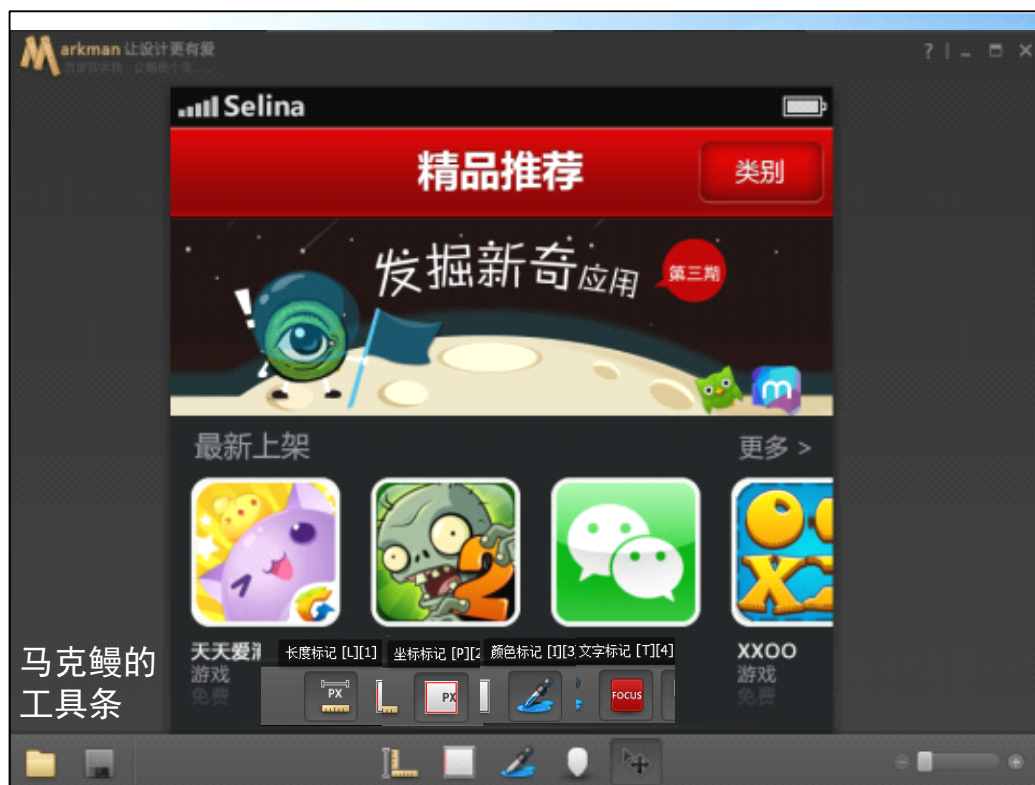 Markman 让设计更有爱
Selina
精品推荐
类别
发掘新奇应用
第三期
最新上架
更多 >
天天爱消
游戏
免费
XXOO
游戏
免费
马克鳗的
工具条
长度标记 [L][1]
坐标标记 [P][2
颜色标记 [I][3
文字标记 [T][4]
PX
PX
FOCUS